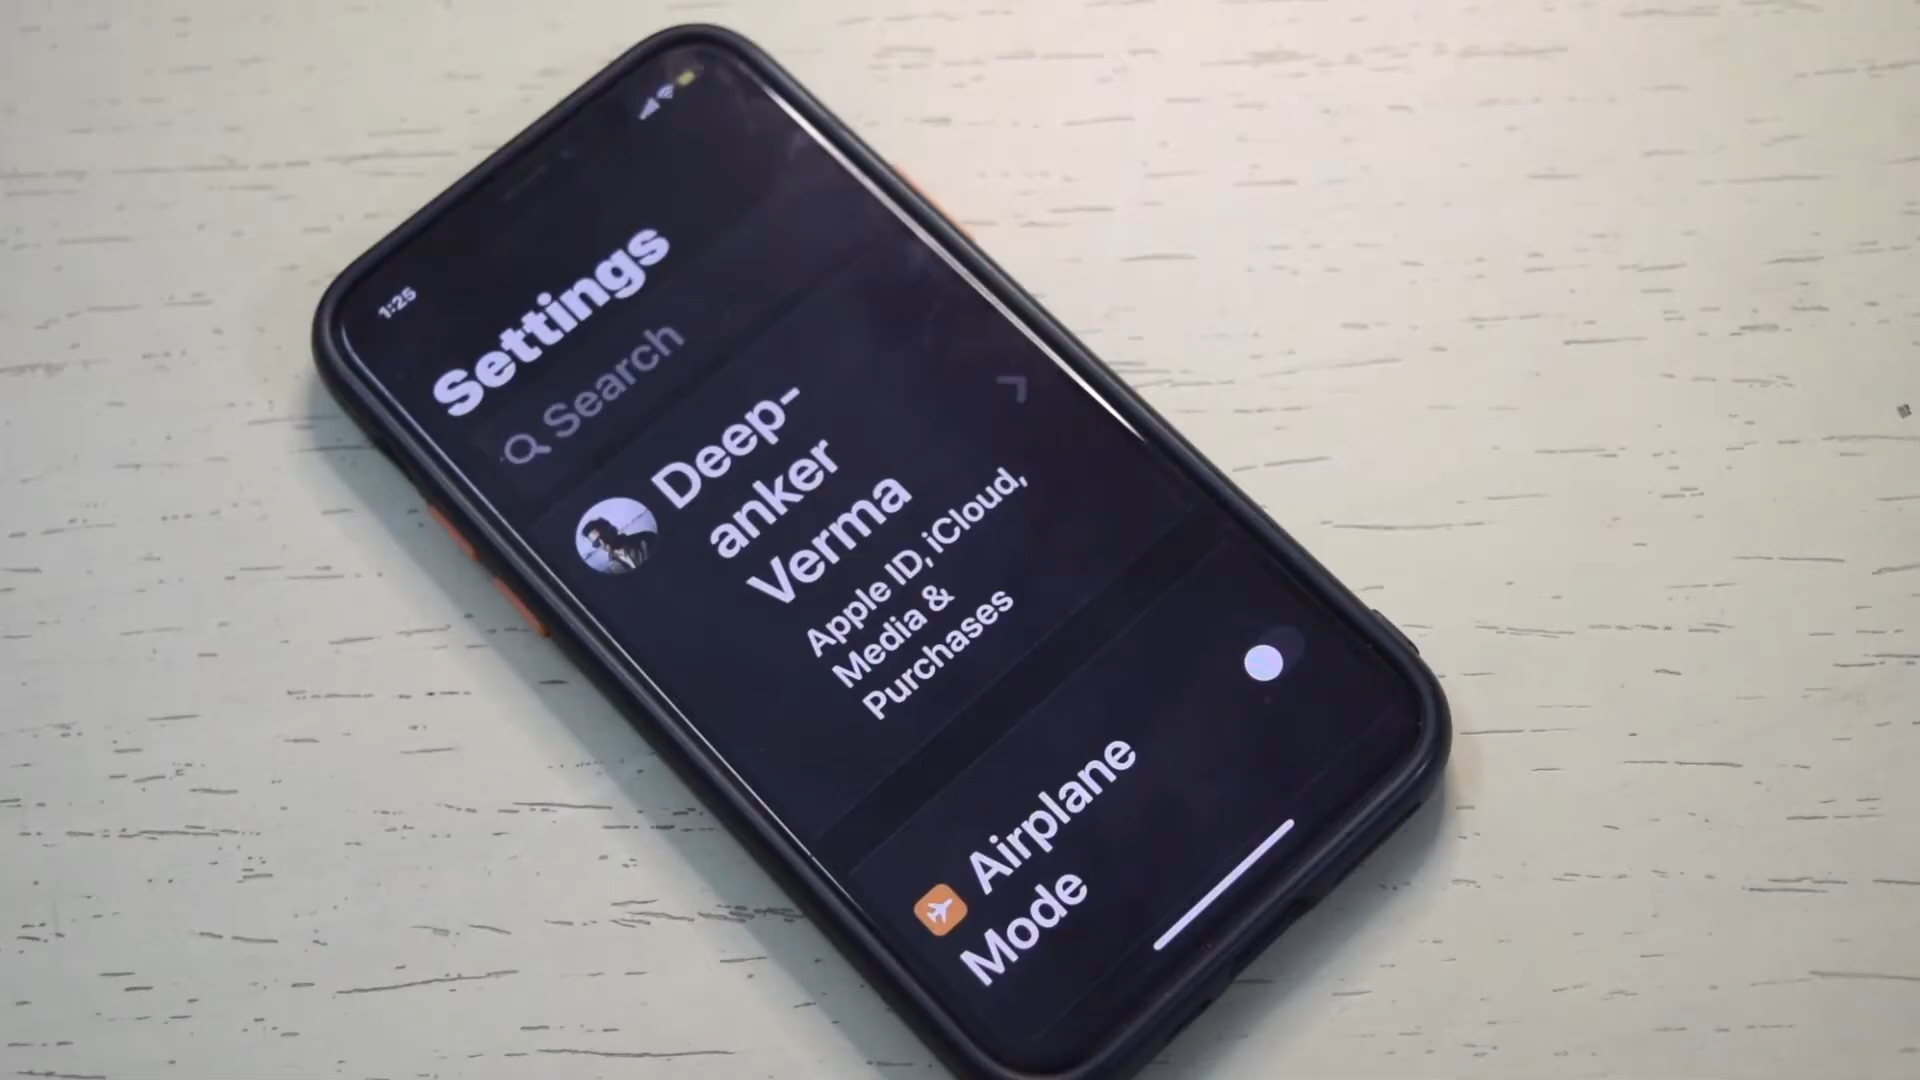 1:25
Settings
Search
Deep-
anker
Verma
Apple ID, iCloud,
Media &
Purchases
Airplane
Mode